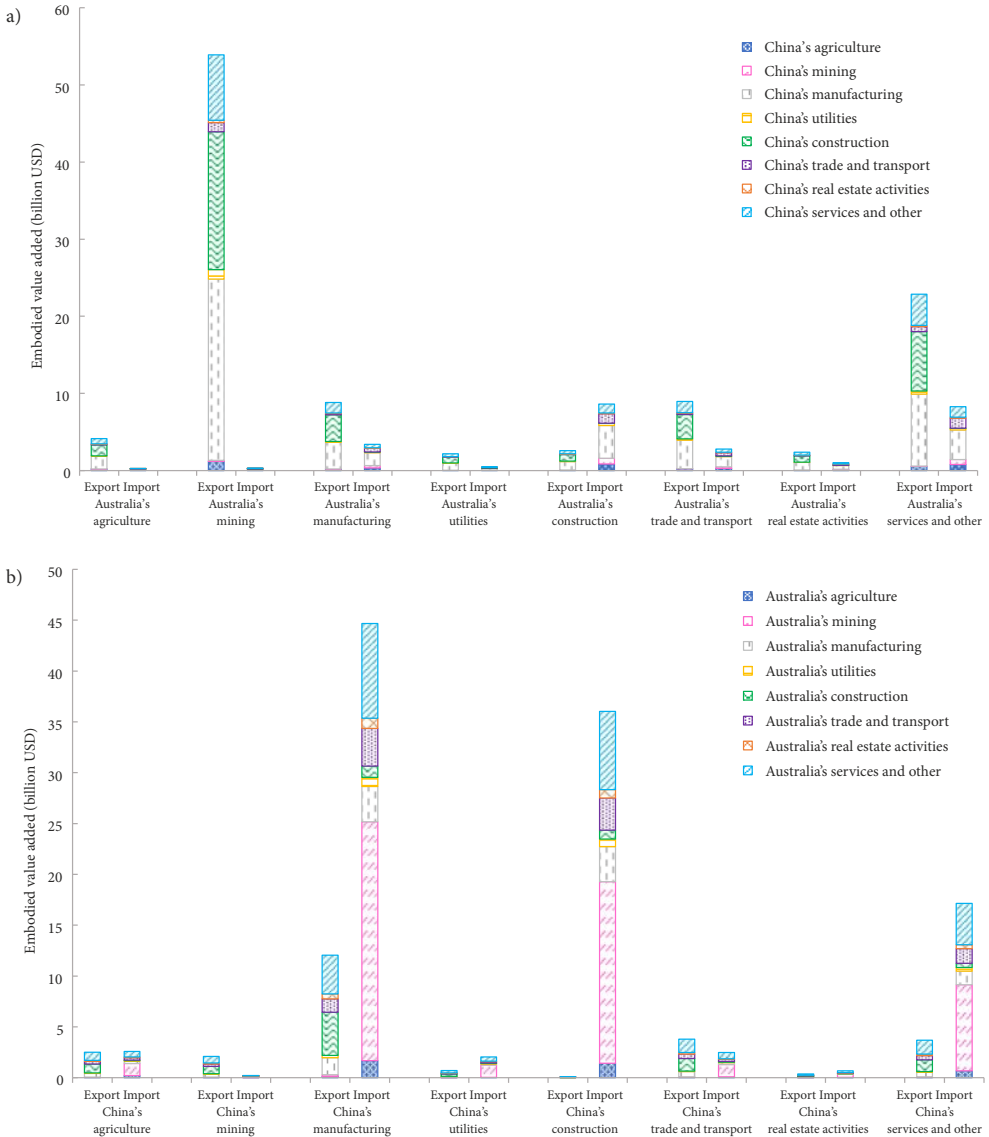 a)
60
50
40
30
20
10
0
Embodied value added (billion USD)
China's agriculture
China's mining
China's manufacturing
China's utilities
China's construction
China's trade and transport
China's real estate activities
China's services and other
Export Import
Australia's
agriculture
Export Import
Australia's
mining
Export Import
Australia's
manufacturing
Export Import
Australia's
utilities
Export Import
Australia's
construction
Export Import
Australia's
trade and transport
Export Import
Australia's
real estate activities
Export Import
Australia's
services and other
b)
50
45
40
35
30
25
20
15
10
5
0
Embodied value added (billion USD)
Australia's agriculture
Australia's mining
Australia's manufacturing
Australia's utilities
Australia's construction
Australia's trade and transport
Australia's real estate activities
Australia's services and other
Export Import
China's
agriculture
Export Import
China's
mining
Export Import
China's
manufacturing
Export Import
China's
utilities
Export Import
China's
construction
Export Import
China's
trade and transport
Export Import
China's
real estate activities
Export Import
China's
services and other